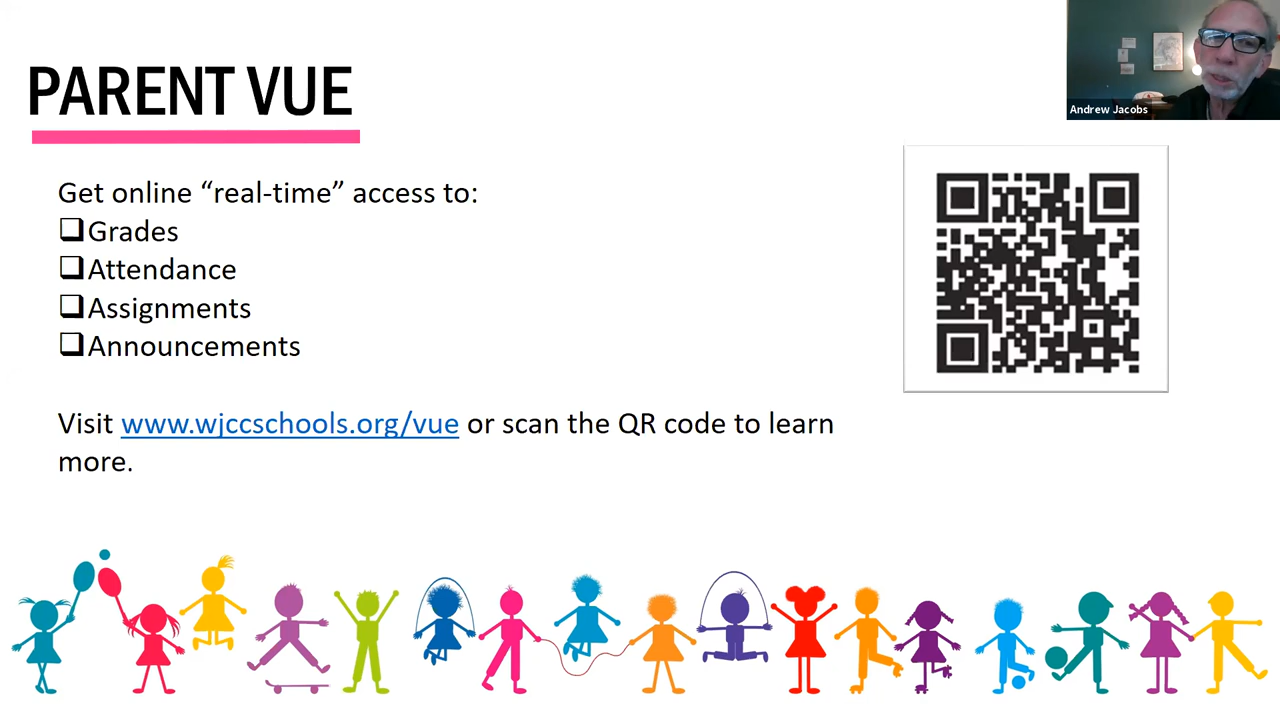 PARENT VUE
Andrew Jacobs
Get online “real-time” access to:
❑Grades
❑Attendance
❑Assignments
❑Announcements
Visit www.wjccschools.org/vue or scan the QR code to learn
more.